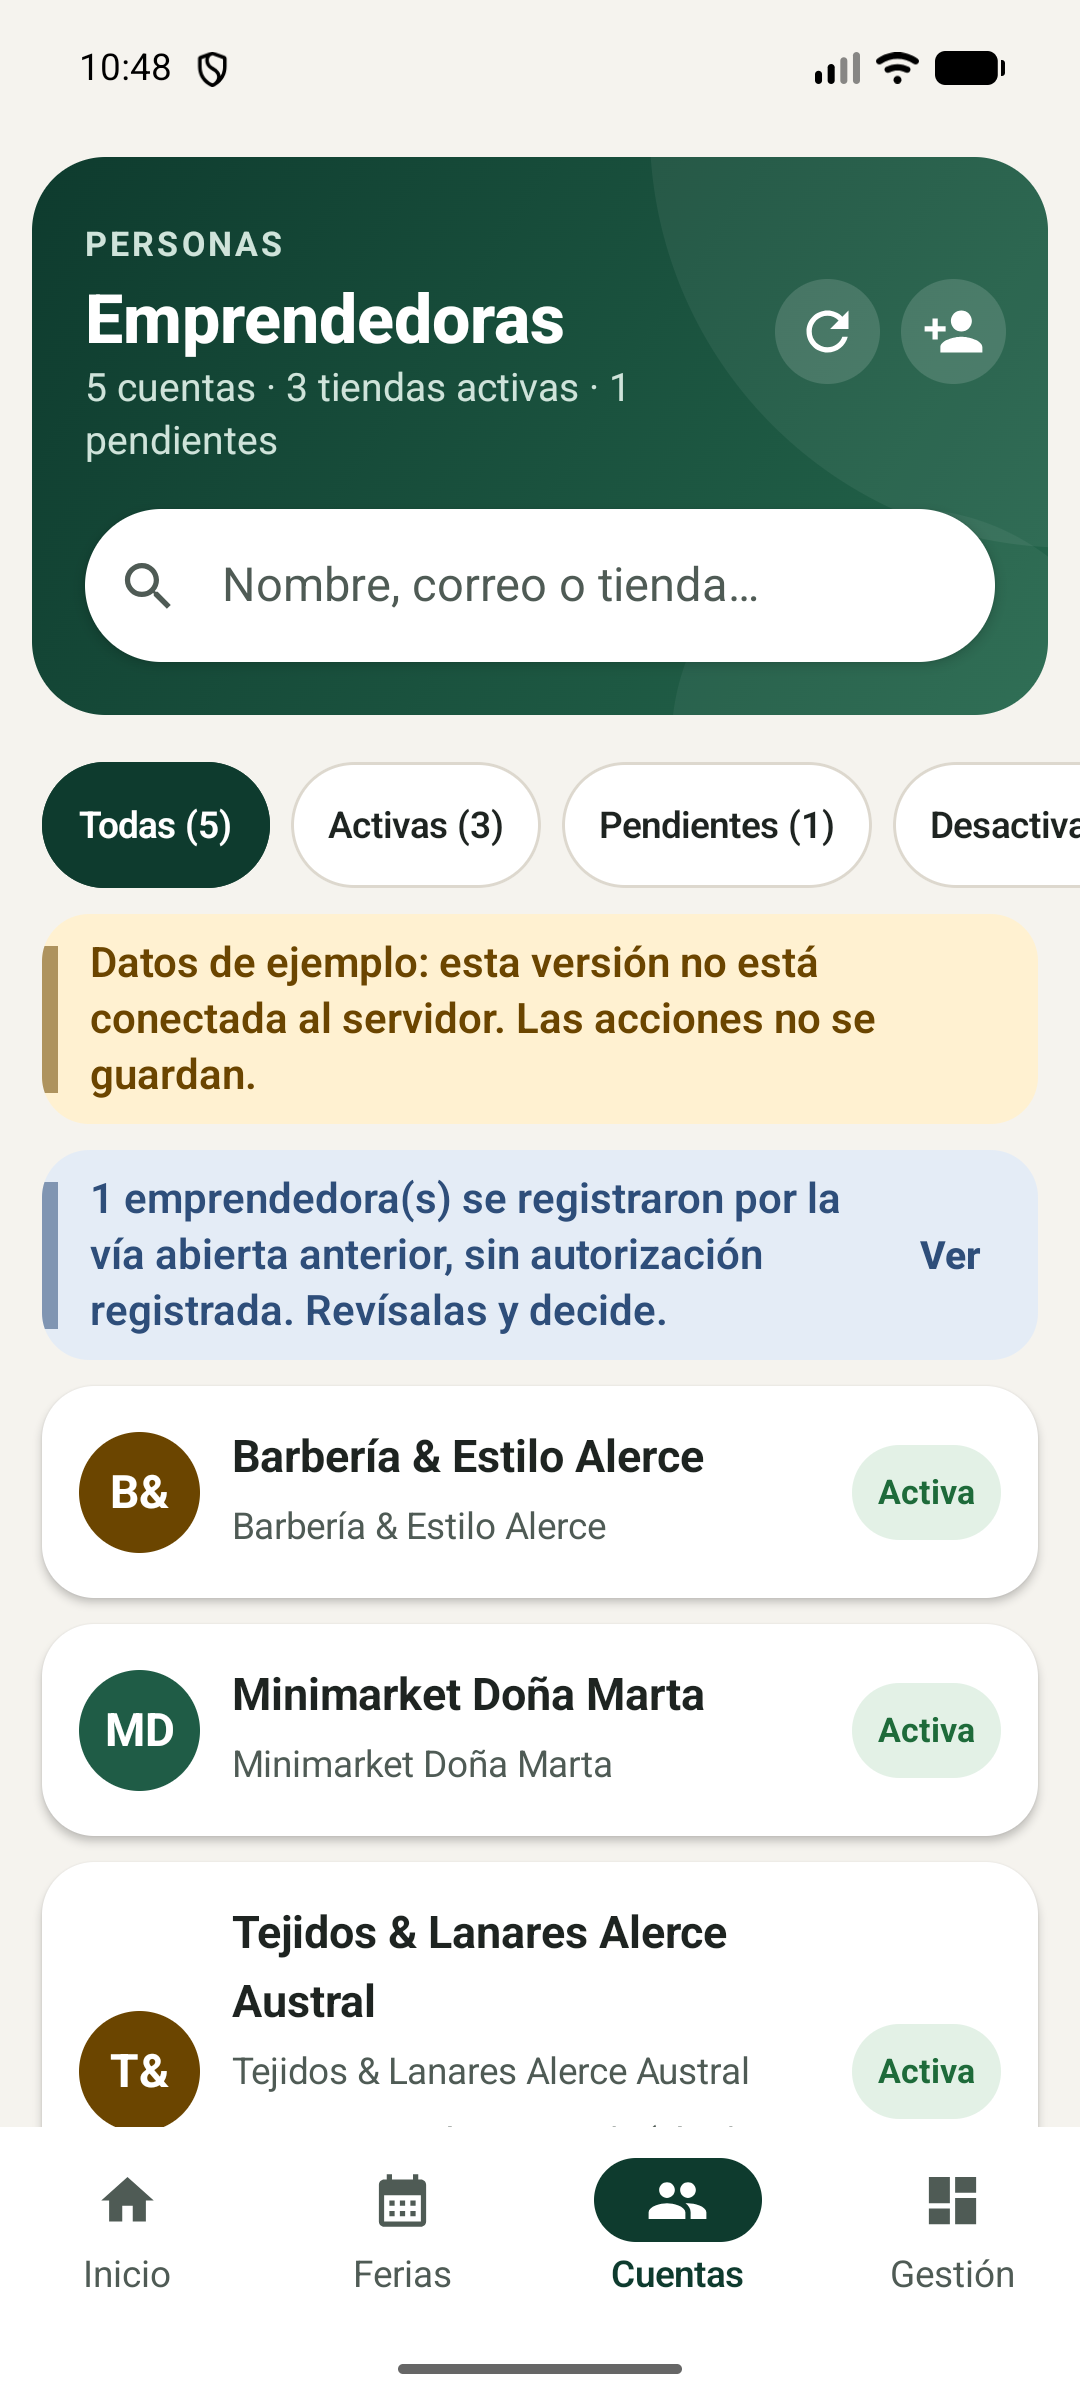 10:48
PERSONAS
Emprendedoras
5 cuentas · 3 tiendas activas · 1
pendientes
Nombre, correo o tienda…
Todas (5)
Activas (3)
Pendientes (1)
Datos de ejemplo: esta versión no está
conectada al servidor. Las acciones no se
guardan.
1 emprendedora(s) se registraron por la
vía abierta anterior, sin autorización
registrada. Revísalas y decide.
Ver
B&
Barbería & Estilo Alerce
Barbería & Estilo Alerce
Activa
MD
Minimarket Doña Marta
Minimarket Doña Marta
Activa
T&
Tejidos & Lanares Alerce
Austral
Tejidos & Lanares Alerce Austral
Activa
Inicio
Ferias
Cuentas
Gestión